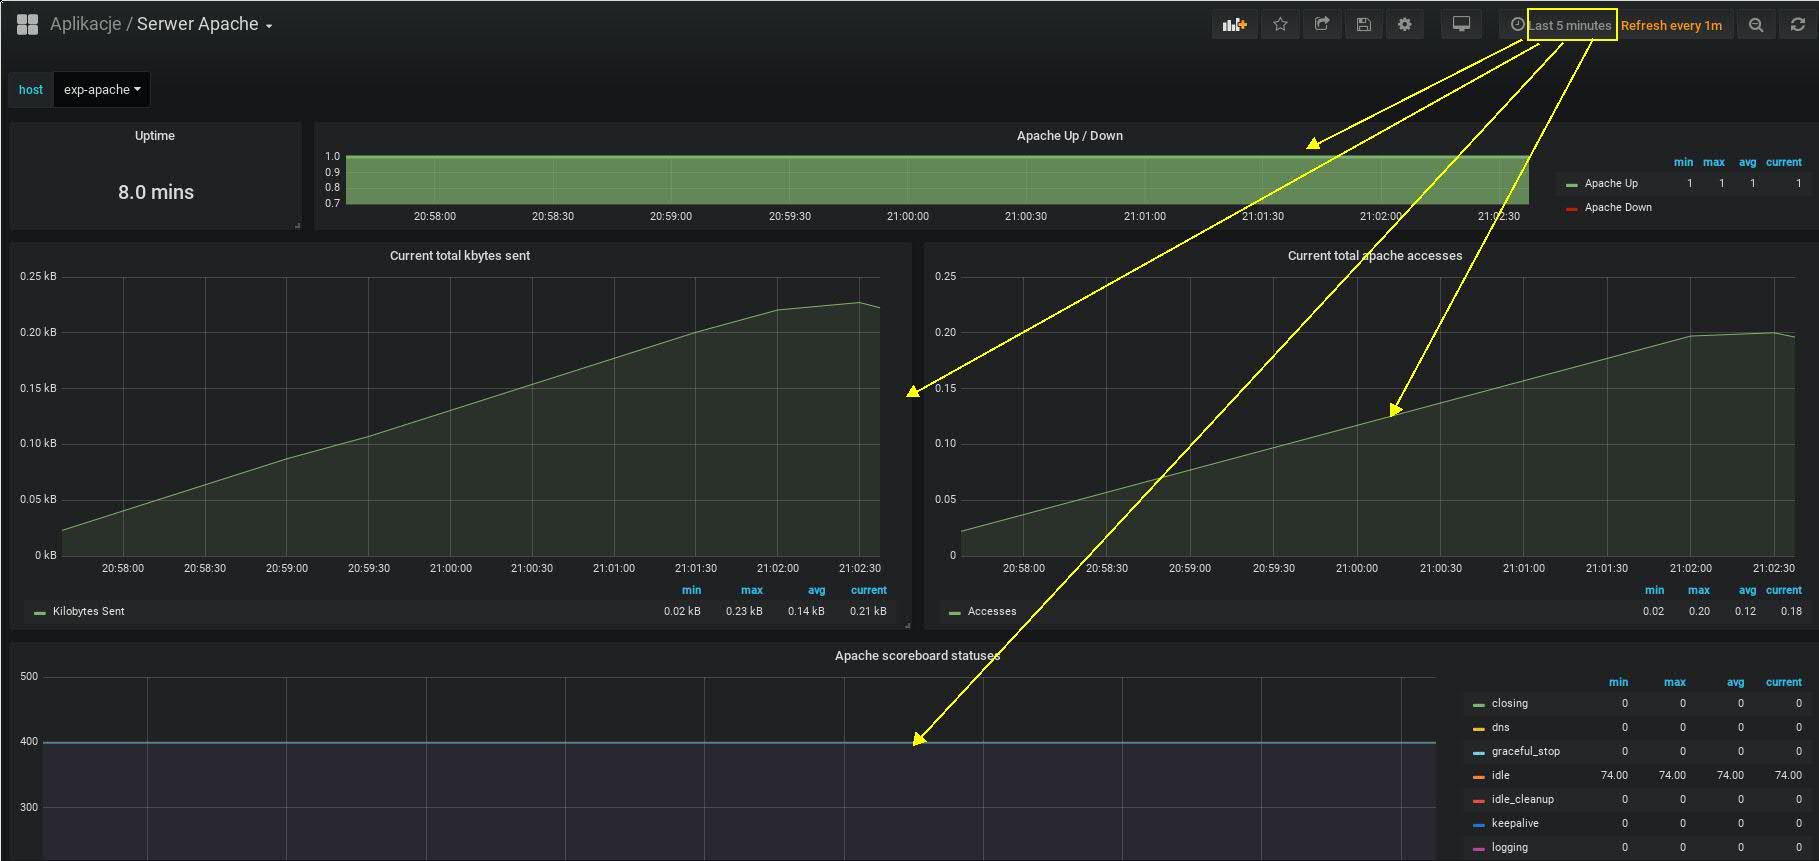 Aplikacje / Serwer Apache
Last 5 minutes Refresh every 1m
host exp-apache
Uptime
8.0 mins
Apache Up / Down
1.0
0.9
0.8
0.7
20:58:00 20:58:30 20:59:00 20:59:30 21:00:00 21:00:30 21:01:00 21:01:30 21:02:00 21:02:30
min max avg current
Apache Up 1 1 1 1
Apache Down
Current total kbytes sent
0.25 kB
0.20 kB
0.15 kB
0.10 kB
0.05 kB
0 kB
20:58:00 20:58:30 20:59:00 20:59:30 21:00:00 21:00:30 21:01:00 21:01:30 21:02:00 21:02:30
min max avg current
Kilobytes Sent 0.02 kB 0.23 kB 0.14 kB 0.21 kB
Current total apache accesses
0.25
0.20
0.15
0.10
0.05
0
20:58:00 20:58:30 20:59:00 20:59:30 21:00:00 21:00:30 21:01:00 21:01:30 21:02:00 21:02:30
min max avg current
Accesses 0.02 0.20 0.12 0.18
Apache scoreboard statuses
500
400
300
min max avg current
closing 0 0 0 0
dns 0 0 0 0
graceful_stop 0 0 0 0
idle 74.00 74.00 74.00 74.00
idle_cleanup 0 0 0 0
keepalive 0 0 0 0
logging 0 0 0 0